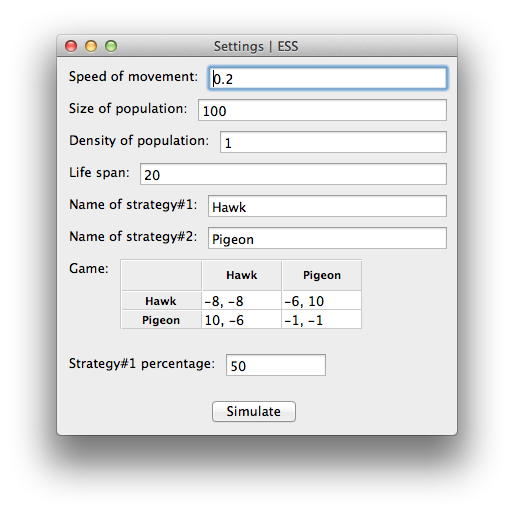 Settings | ESS
Speed of movement: 0.2
Size of population: 100
Density of population: 1
Life span: 20
Name of strategy#1: Hawk
Name of strategy#2: Pigeon
Game: Hawk Pigeon
Hawk −8, −8 −6, 10
Pigeon 10, −6 −1, −1
Strategy#1 percentage: 50
Simulate